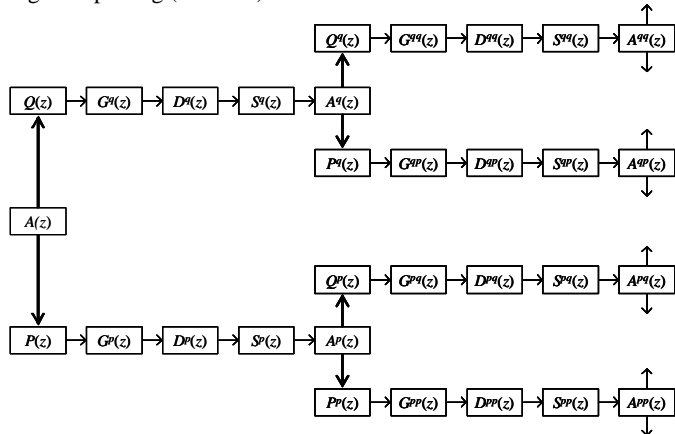 Q^q(z) G^qq(z) D^qq(z) S^qq(z) A^qq(z)
Q(z) G^q(z) D^q(z) S^q(z) A^q(z)
P^q(z) G^qp(z) D^qp(z) S^qp(z) A^qp(z)
A(z)
Q^p(z) G^pq(z) D^pq(z) S^pq(z) A^pq(z)
P(z) G^p(z) D^p(z) S^p(z) A^p(z)
P^p(z) G^pp(z) D^pp(z) S^pp(z) A^pp(z)